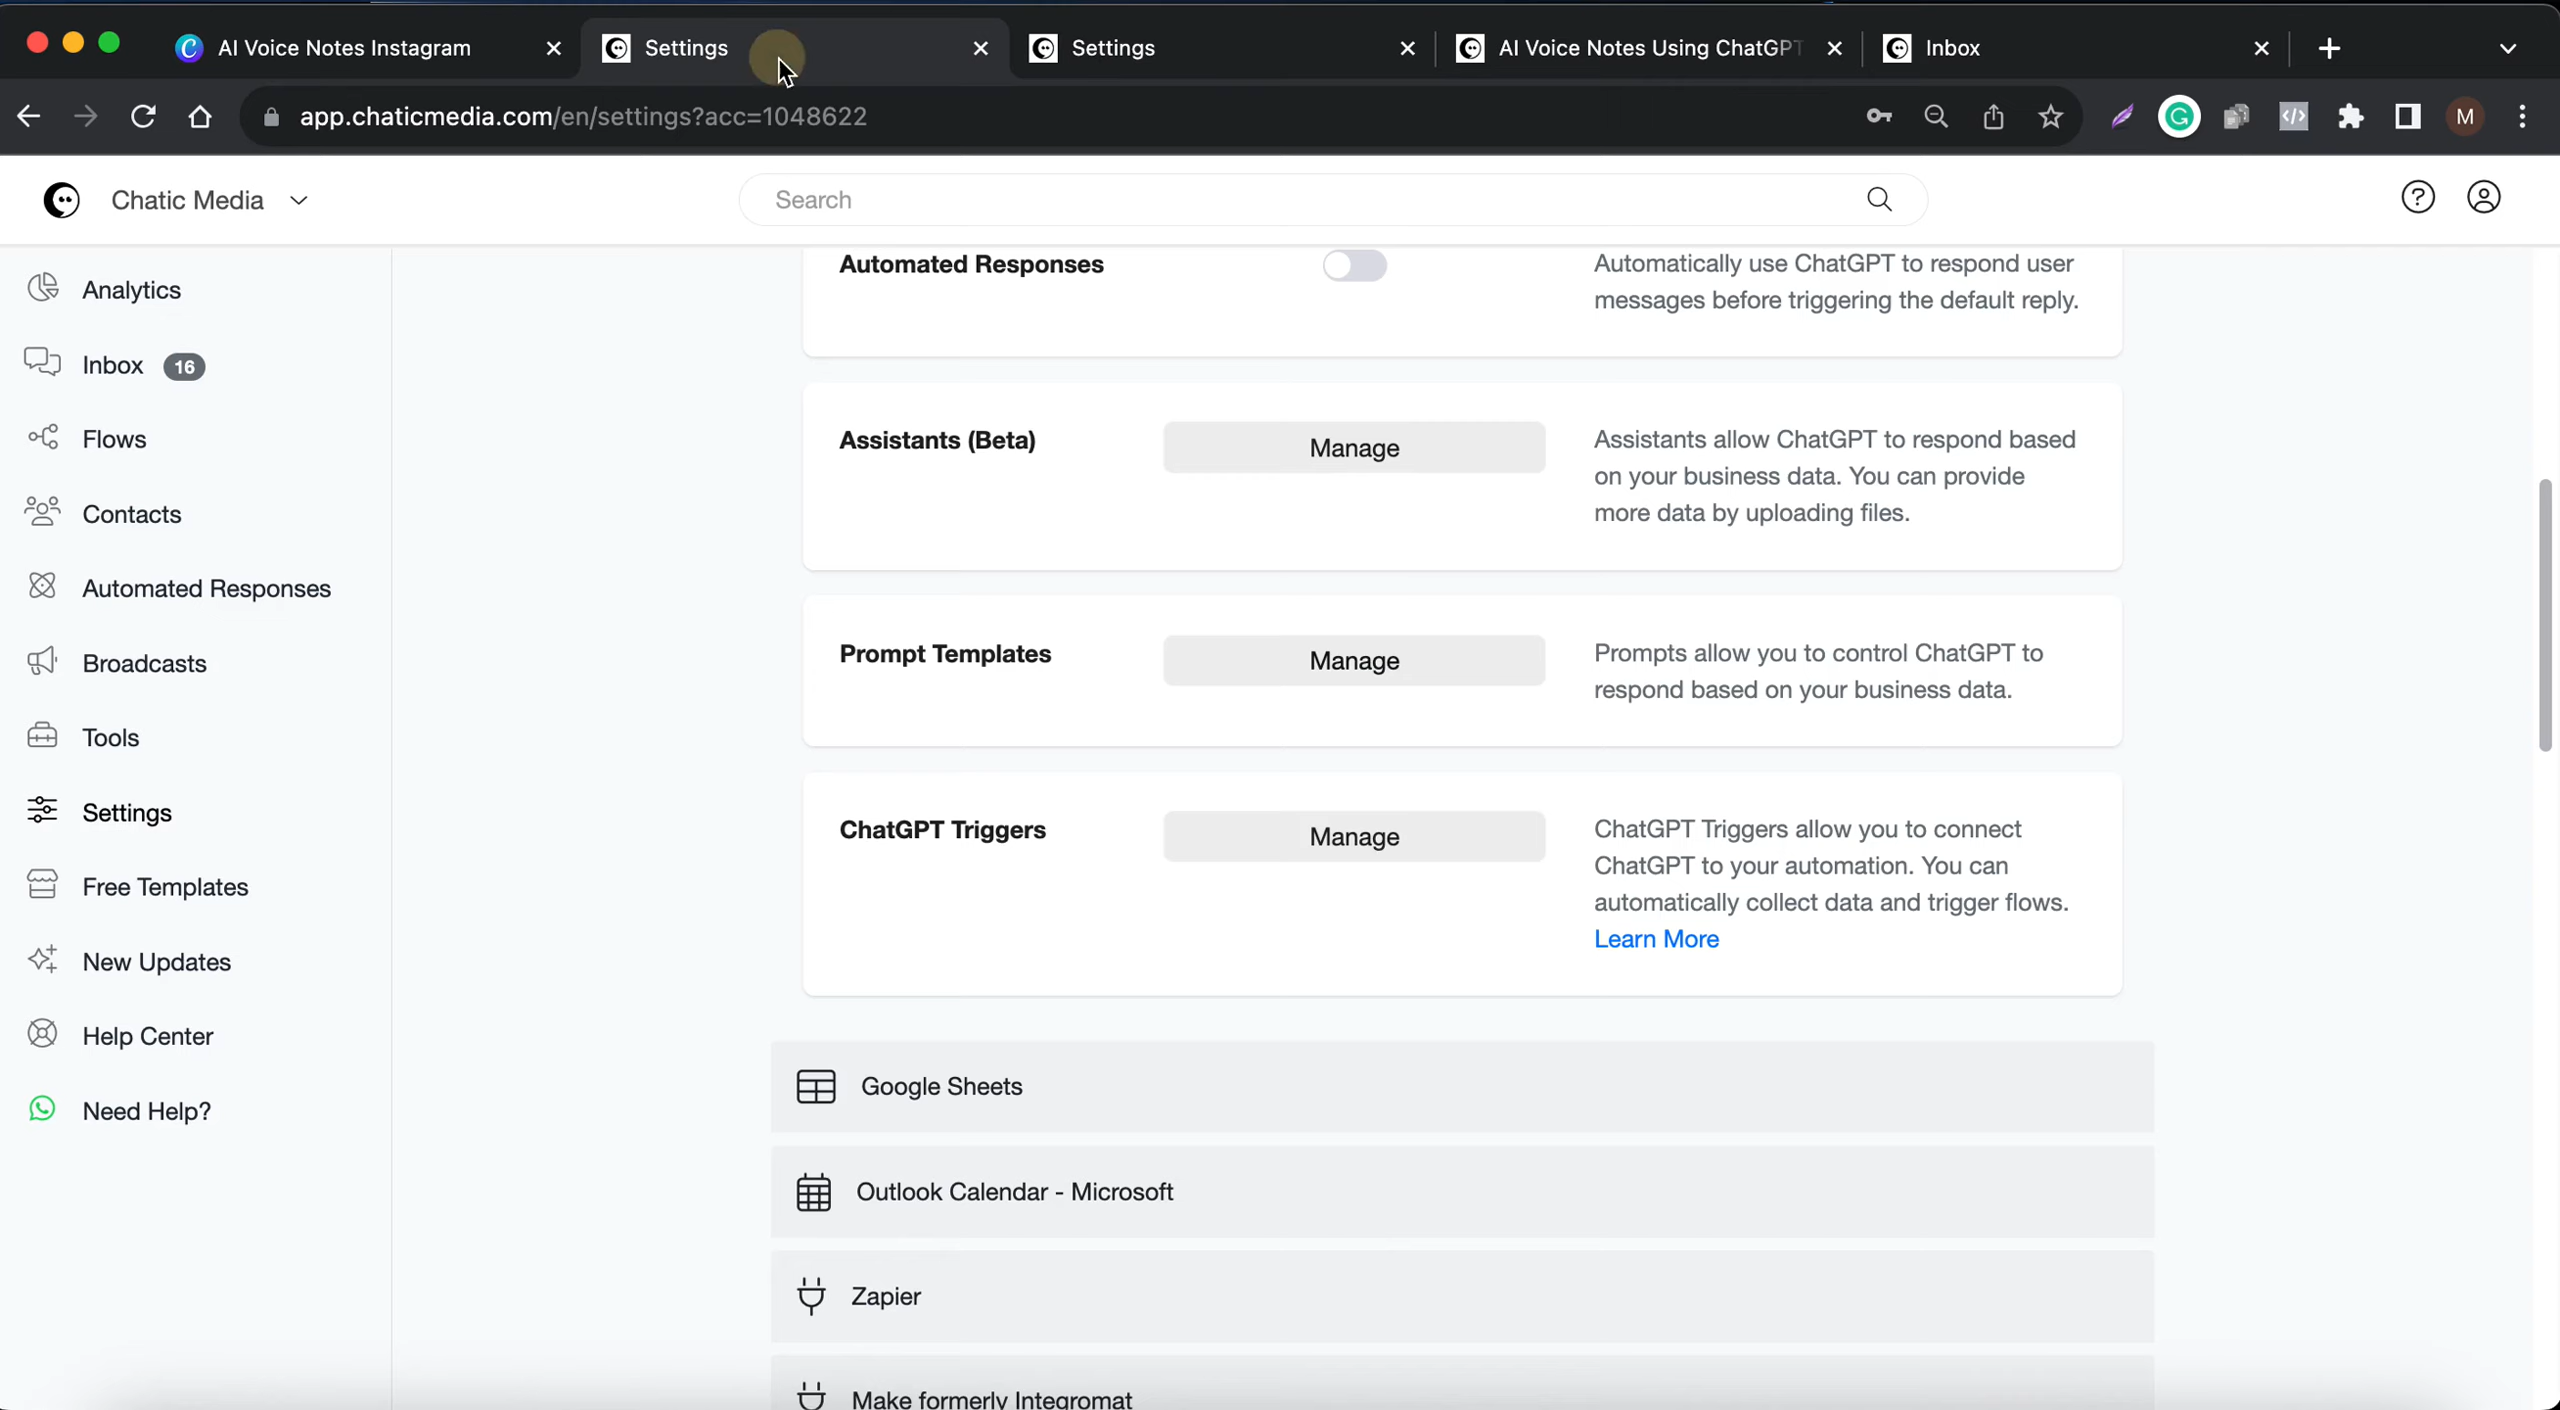 AI Voice Notes Instagram
Settings
Settings
AI Voice Notes Using ChatGPT
Inbox
app.chaticmedia.com/en/settings?acc=1048622
M
Chatic Media
Search
Analytics
Inbox 16
Flows
Contacts
Automated Responses
Broadcasts
Tools
Settings
Free Templates
New Updates
Help Center
Need Help?
Automated Responses
Automatically use ChatGPT to respond user
messages before triggering the default reply.
Assistants (Beta)
Manage
Assistants allow ChatGPT to respond based
on your business data. You can provide
more data by uploading files.
Prompt Templates
Manage
Prompts allow you to control ChatGPT to
respond based on your business data.
ChatGPT Triggers
Manage
ChatGPT Triggers allow you to connect
ChatGPT to your automation. You can
automatically collect data and trigger flows.
Learn More
Google Sheets
Outlook Calendar - Microsoft
Zapier
Make formerly Integromat